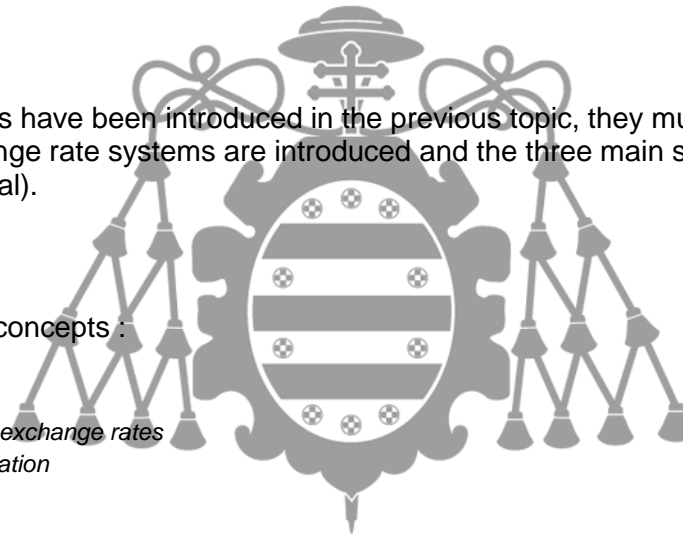 s have been introduced in the previous topic, they mu
nge rate systems are introduced and the three main s
al).
concepts :
exchange rates
ation